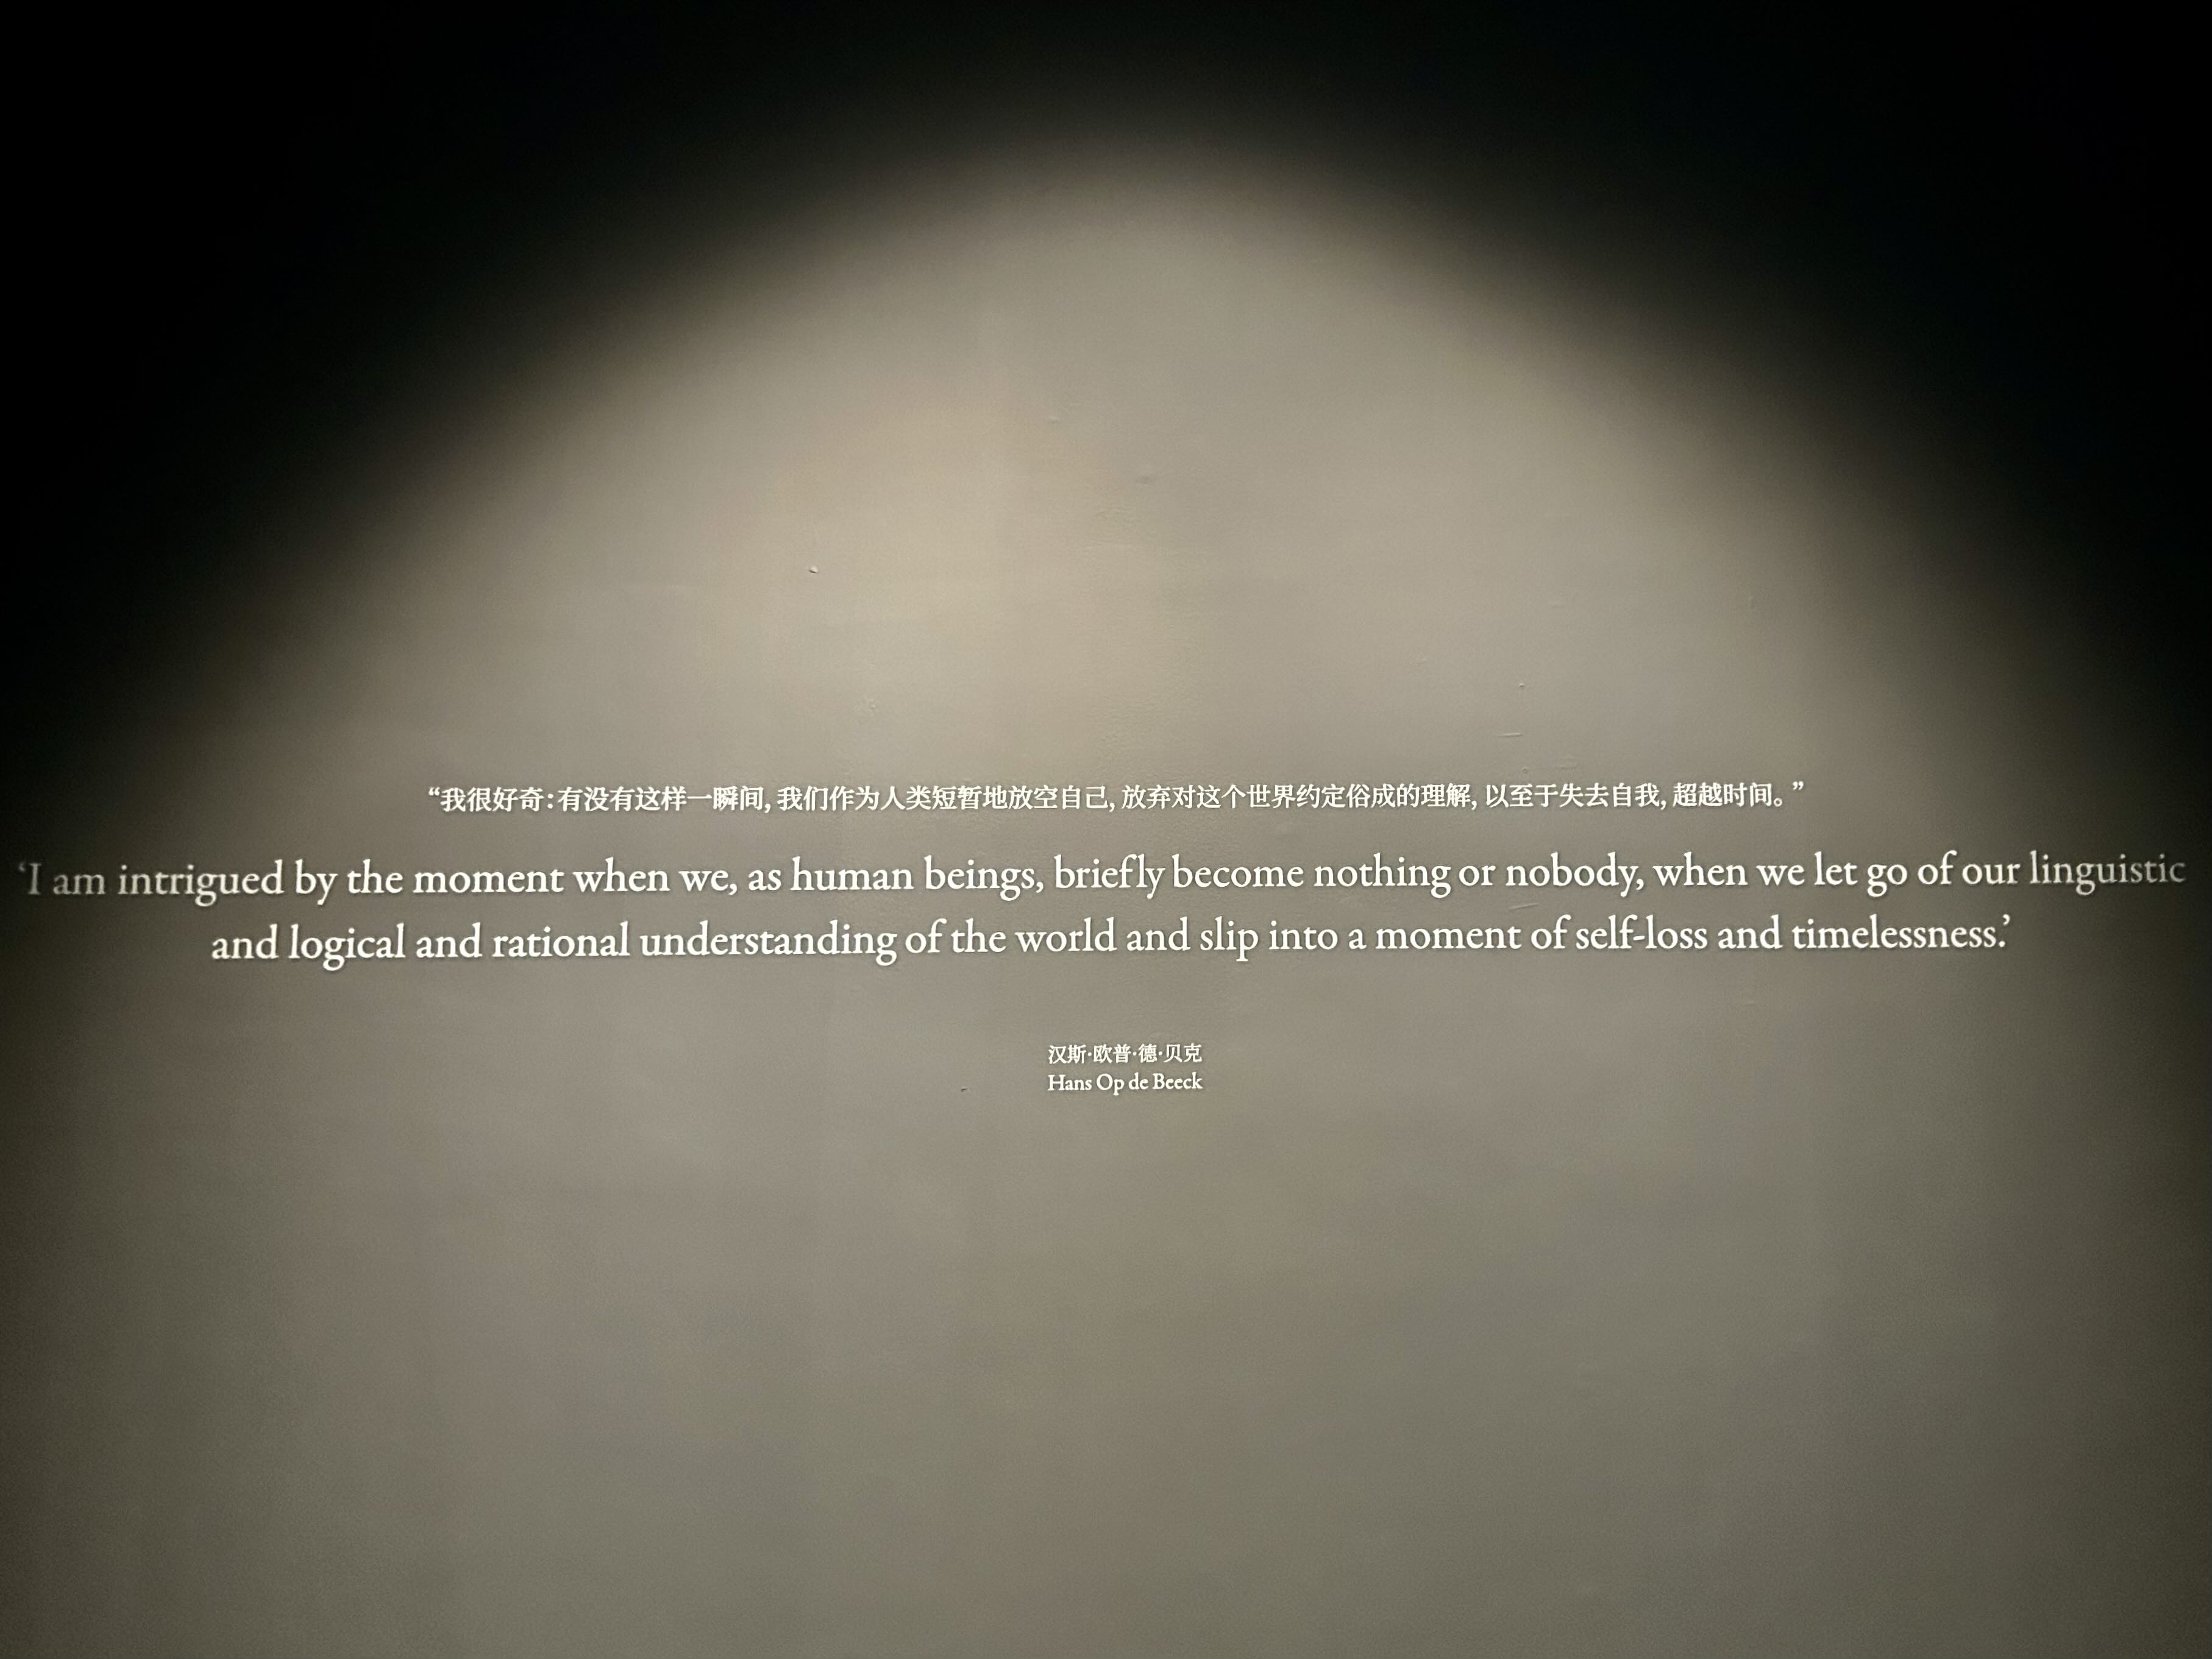 “我很好奇:有没有这样一瞬间, 我们作为人类短暂地放空自己, 放弃对这个世界约定俗成的理解, 以至于失去自我, 超越时间。”
‘I am intrigued by the moment when we, as human beings, briefly become nothing or nobody, when we let go of our linguistic
and logical and rational understanding of the world and slip into a moment of self-loss and timelessness.’
汉斯·欧普·德·贝克
Hans Op de Beeck